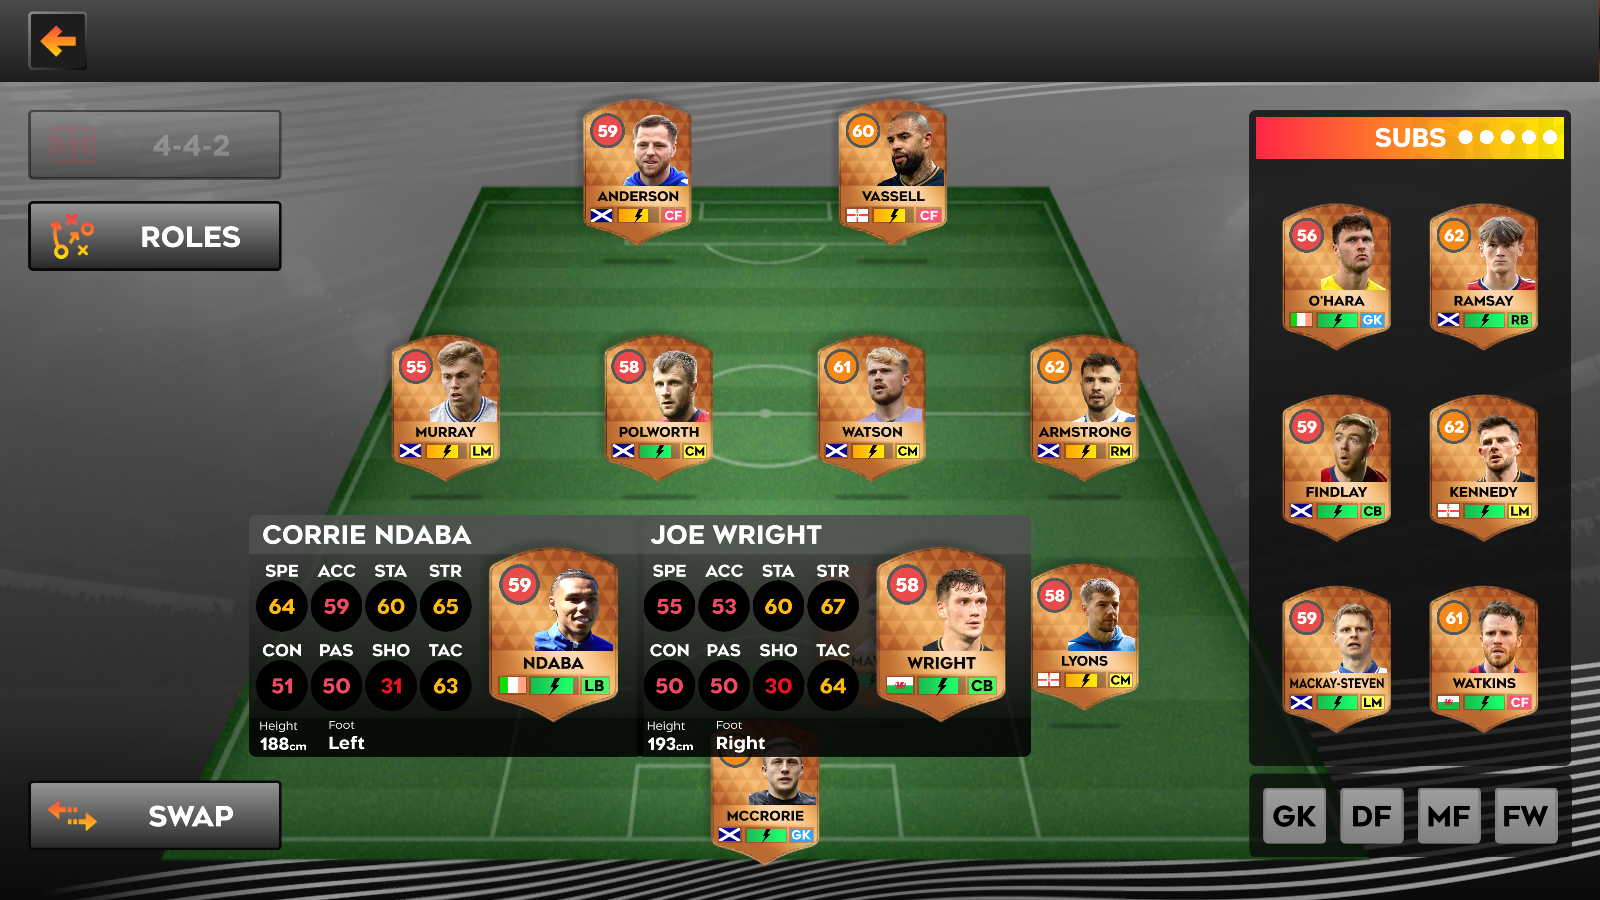 4-4-2
ROLES
59
ANDERSON
CF
60
VASSELL
CF
55
MURRAY
LM
58
POLWORTH
CM
61
WATSON
CM
62
ARMSTRONG
RM
CORRIE NDABA
SPE ACC STA STR
64 59 60 65
CON PAS SHO TAC
51 50 31 63
Height Foot
188cm Left
59
NDABA
LB
JOE WRIGHT
SPE ACC STA STR
55 53 60 67
CON PAS SHO TAC
50 50 30 64
Height Foot
193cm Right
58
WRIGHT
CB
58
LYONS
CM
MCCRORIE
GK
SWAP
SUBS
56
O'HARA
GK
62
RAMSAY
RB
59
FINDLAY
CB
62
KENNEDY
LM
59
MACKAY-STEVEN
LM
61
WATKINS
CF
GK DF MF FW